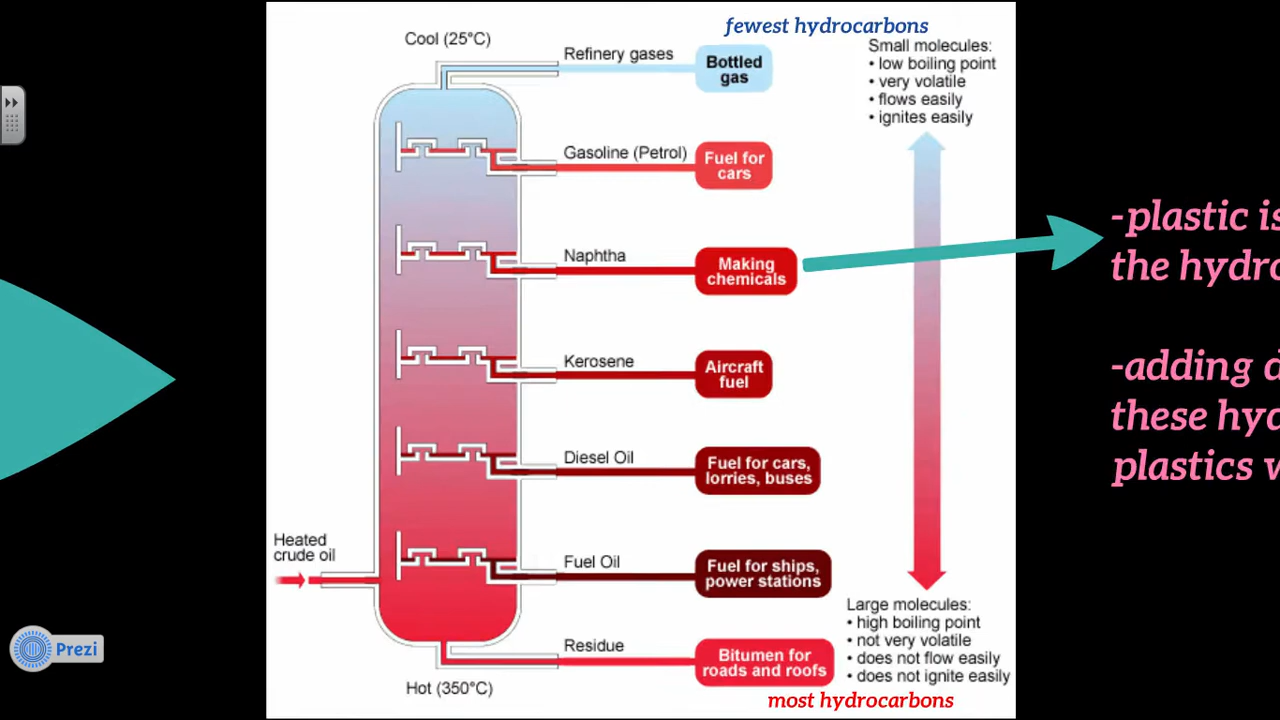 fewest hydrocarbons
Cool (25°C)
Refinery gases
Bottled
gas
Small molecules:
• low boiling point
• very volatile
• flows easily
• ignites easily
Gasoline (Petrol)
Fuel for
cars
Naphtha
Making
chemicals
-plastic is
the hydro
Kerosene
Aircraft
fuel
-adding d
these hyd
plastics w
Diesel Oil
Fuel for cars,
lorries, buses
Heated
crude oil
Fuel Oil
Fuel for ships,
power stations
Large molecules:
• high boiling point
• not very volatile
• does not flow easily
• does not ignite easily
Residue
Bitumen for
roads and roofs
Hot (350°C)
most hydrocarbons
Prezi